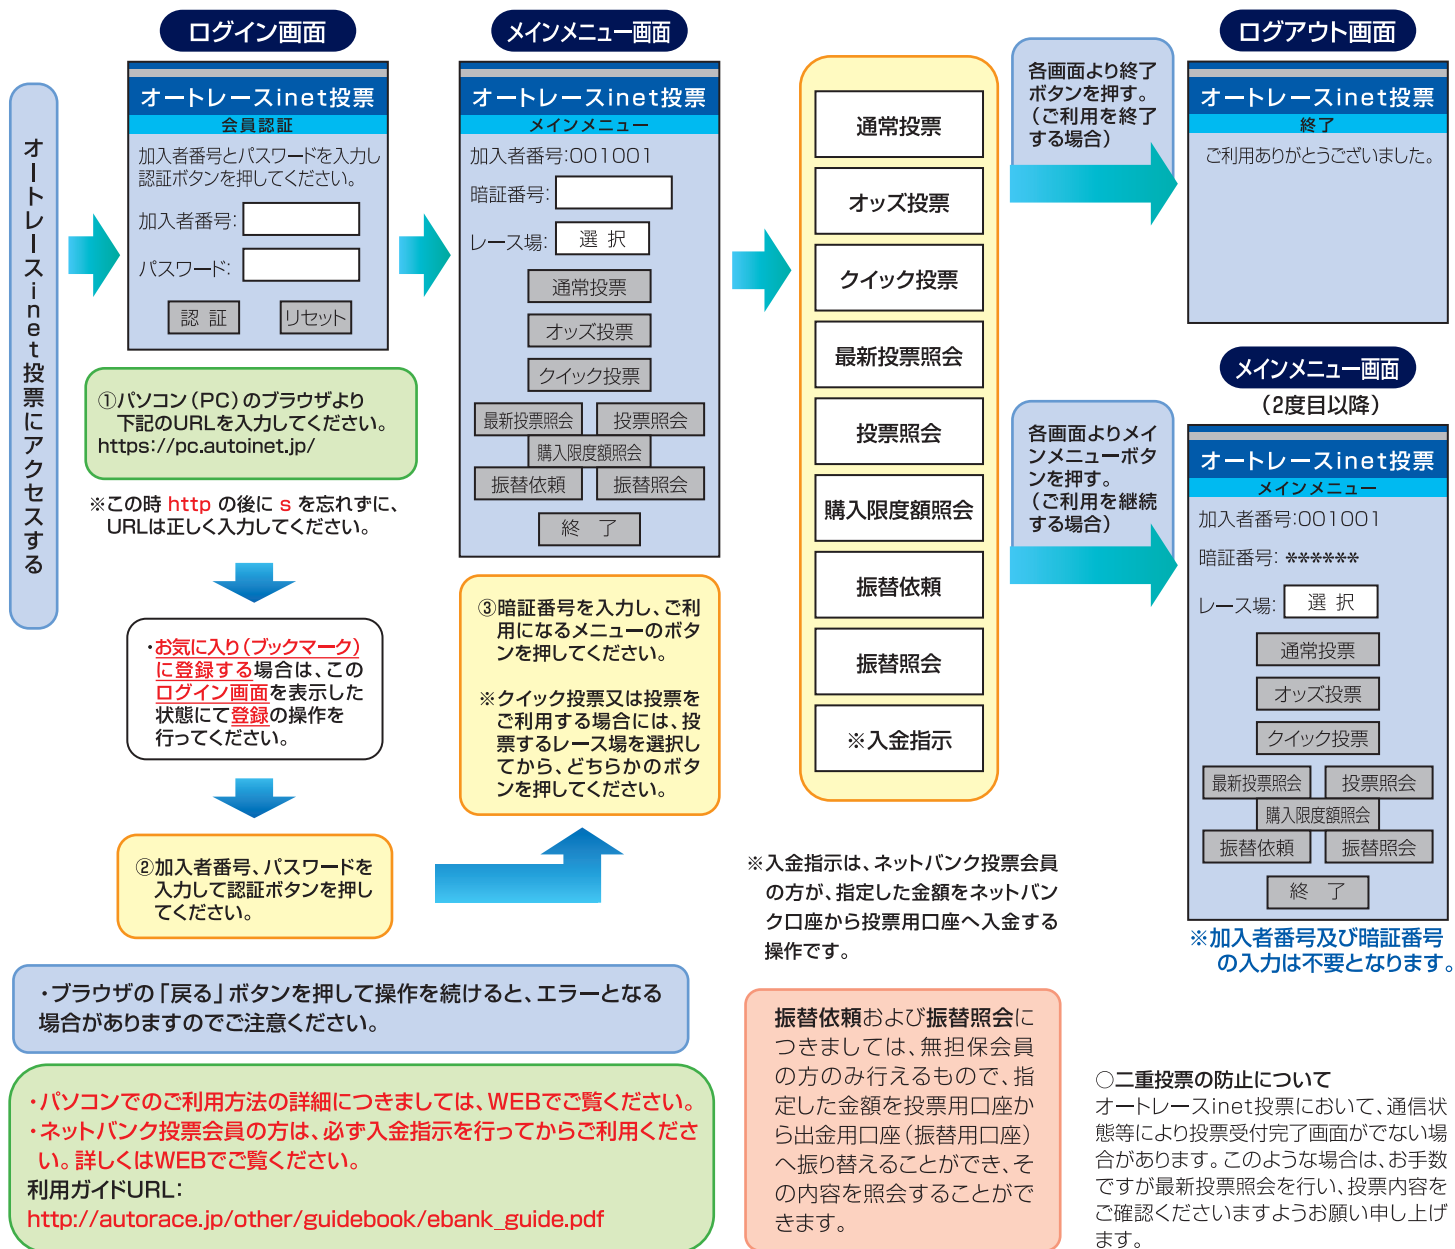 オートレースinet投票にアクセスする
ログイン画面
オートレースinet投票
会員認証
加入者番号とパスワードを入力し
認証ボタンを押してください。
加入者番号:
パスワード:
認 証
リセット
①パソコン（PC）のブラウザより
下記のURLを入力してください。
https://pc.autoinet.jp/
※この時 http の後に s を忘れずに、
URLは正しく入力してください。
・お気に入り（ブックマーク）
に登録する場合は、この
ログイン画面を表示した
状態にて登録の操作を
行ってください。
②加入者番号、パスワードを
入力して認証ボタンを押し
てください。
メインメニュー画面
オートレースinet投票
メインメニュー
加入者番号:001001
暗証番号:
レース場: 選 択
通常投票
オッズ投票
クイック投票
最新投票照会 投票照会
購入限度額照会
振替依頼 振替照会
終 了
③暗証番号を入力し、ご利
用になるメニューのボタ
ンを押してください。
※クイック投票又は投票を
ご利用する場合には、投
票するレース場を選択し
てから、どちらかのボタ
ンを押してください。
通常投票
オッズ投票
クイック投票
最新投票照会
投票照会
購入限度額照会
振替依頼
振替照会
※入金指示
※入金指示は、ネットバンク投票会員
の方が、指定した金額をネットバン
ク口座から投票用口座へ入金する
操作です。
各画面より終了
ボタンを押す。
（ご利用を終了
する場合）
ログアウト画面
オートレースinet投票
終了
ご利用ありがとうございました。
各画面よりメイ
ンメニューボタ
ンを押す。
（ご利用を継続
する場合）
メインメニュー画面
（2度目以降）
オートレースinet投票
メインメニュー
加入者番号:001001
暗証番号: ******
レース場: 選 択
通常投票
オッズ投票
クイック投票
最新投票照会 投票照会
購入限度額照会
振替依頼 振替照会
終 了
※加入者番号及び暗証番号
の入力は不要となります。
・ブラウザの「戻る」ボタンを押して操作を続けると、エラーとなる
場合がありますのでご注意ください。
・パソコンでのご利用方法の詳細につきましては、WEBでご覧ください。
・ネットバンク投票会員の方は、必ず入金指示を行ってからご利用くださ
い。詳しくはWEBでご覧ください。
利用ガイドURL：
http://autorace.jp/other/guidebook/ebank_guide.pdf
振替依頼および振替照会に
つきましては、無担保会員
の方のみ行えるもので、指
定した金額を投票用口座か
ら出金用口座（振替用口座）
へ振り替えることができ、そ
の内容を照会することがで
きます。
○二重投票の防止について
オートレースinet投票において、通信状
態等により投票受付完了画面がでない場
合があります。このような場合は、お手数
ですが最新投票照会を行い、投票内容を
ご確認くださいますようお願い申し上げ
ます。